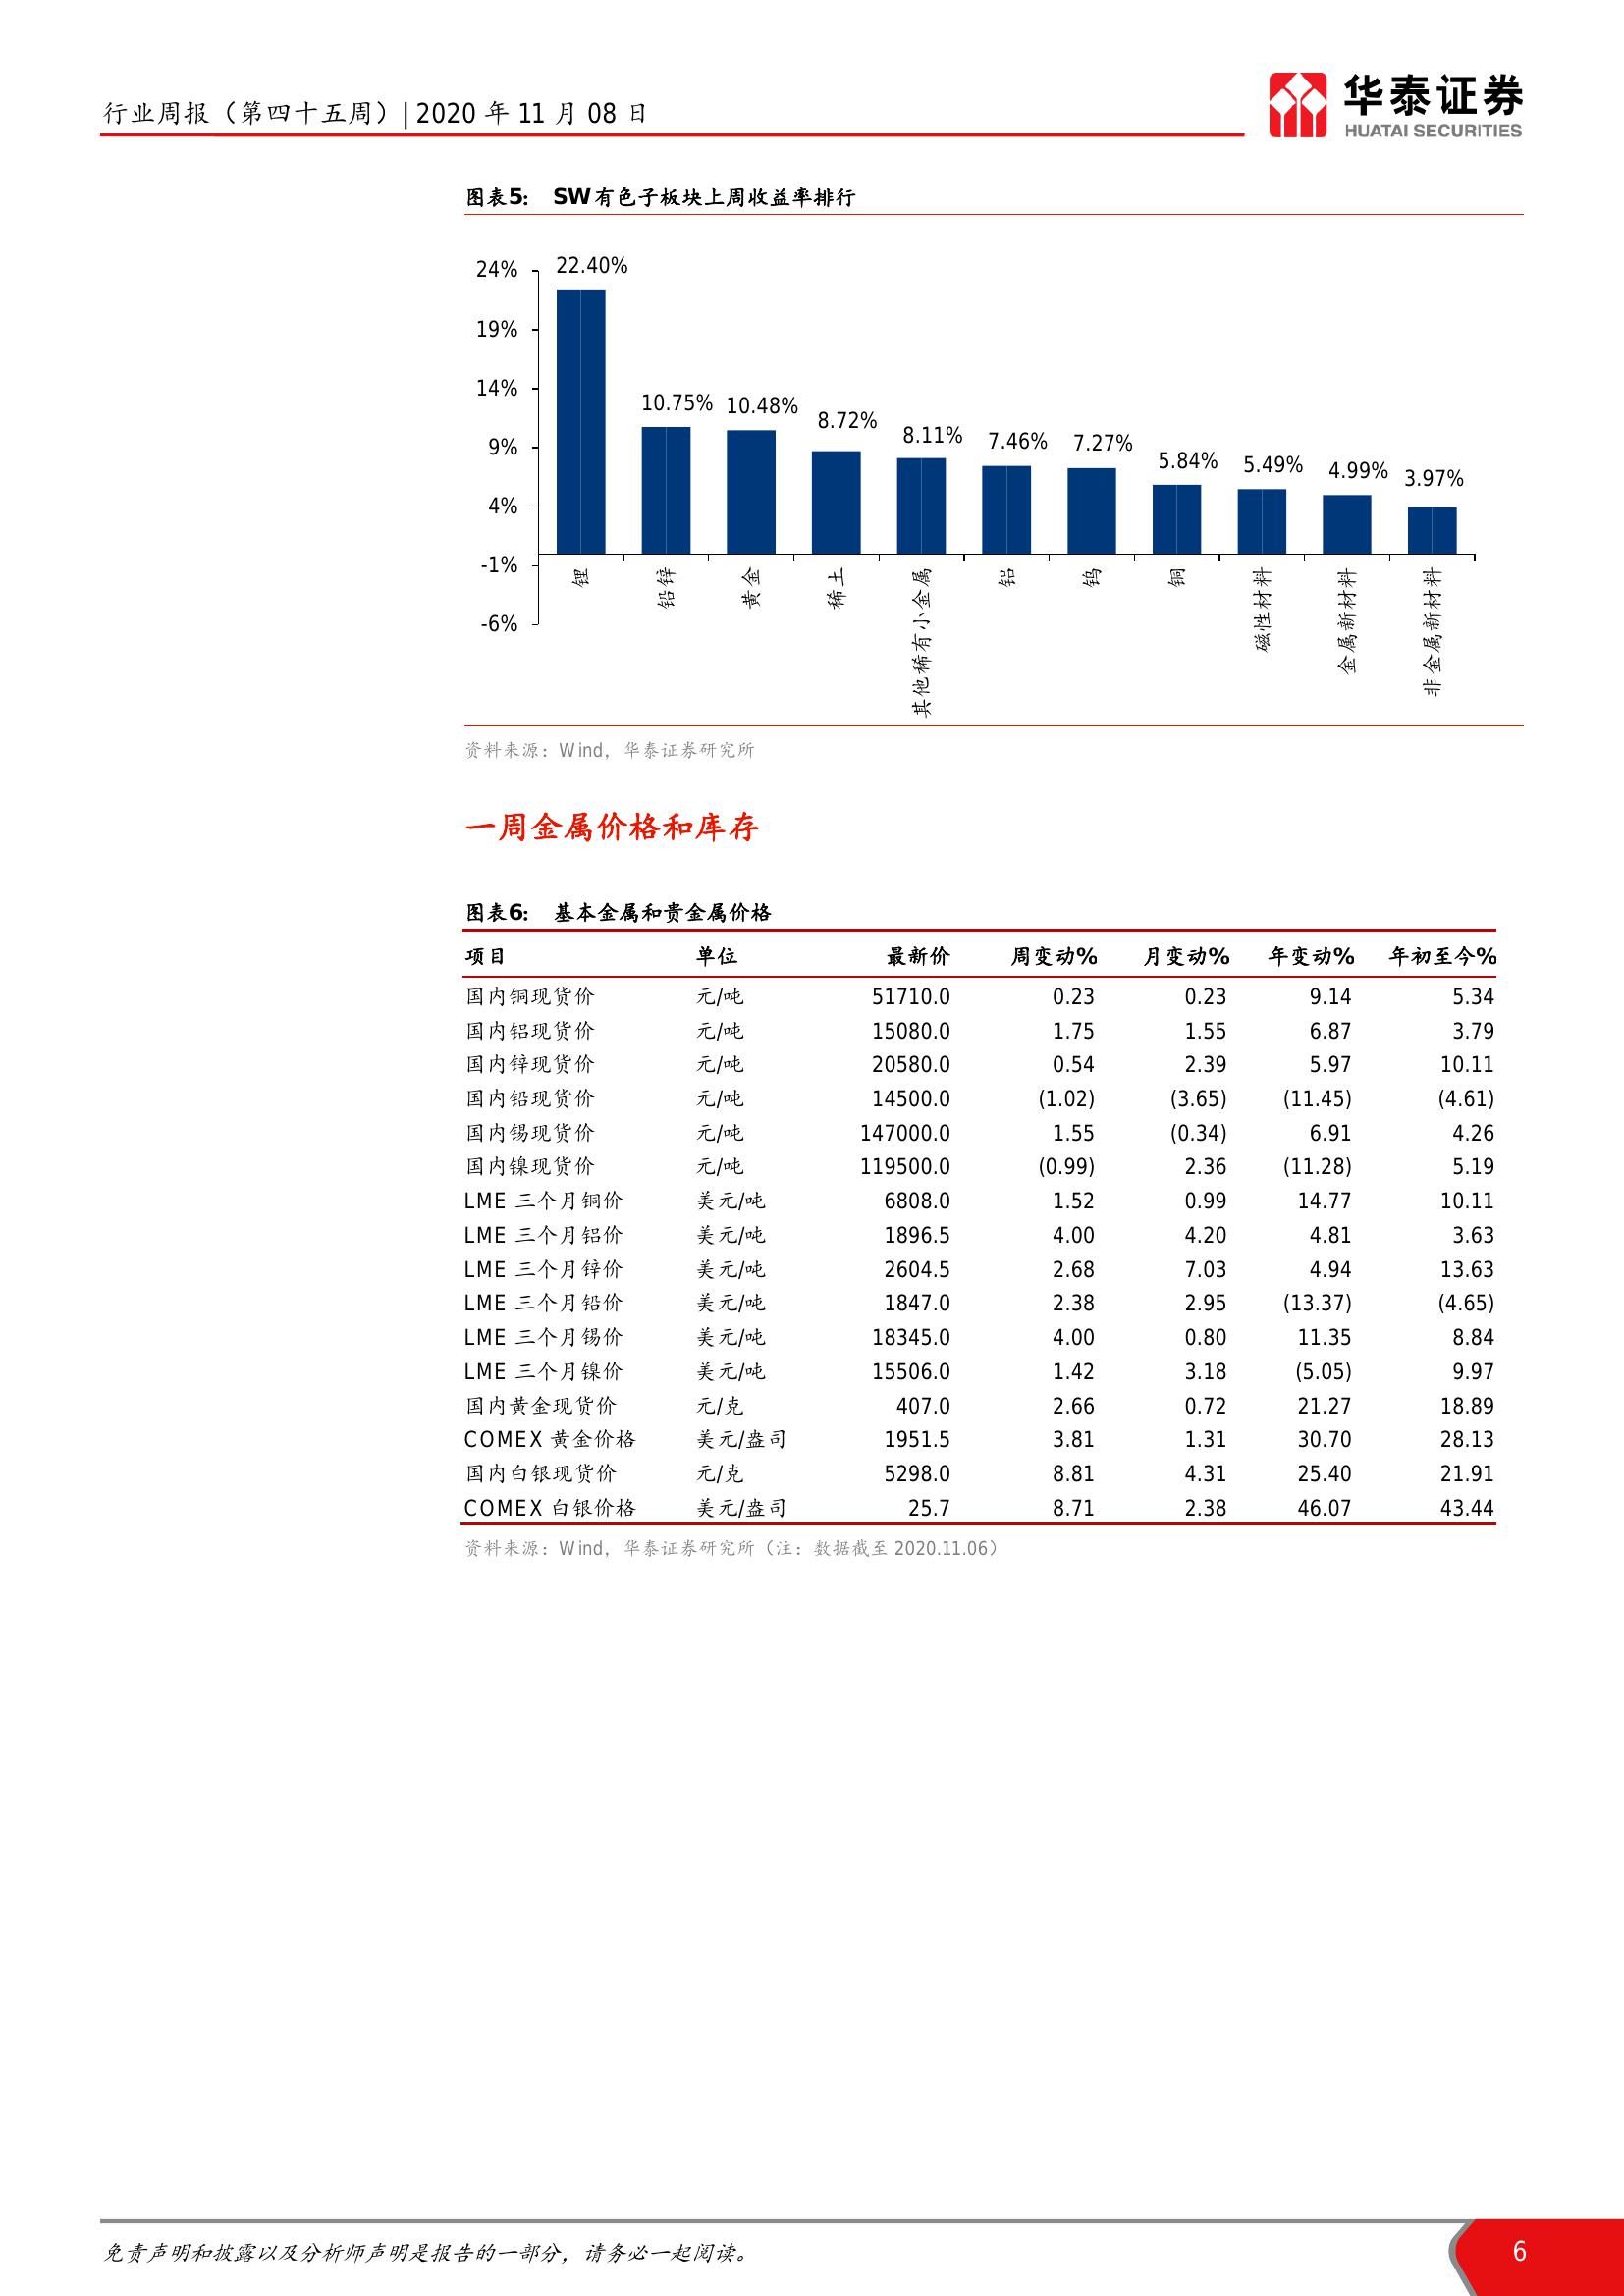 行业周报（第四十五周）| 2020 年 11 月 08 日
华泰证券
HUATAI SECURITIES
图表5： SW有色子板块上周收益率排行
24%
19%
14%
9%
4%
-1%
-6%
22.40%
10.75%
10.48%
8.72%
8.11%
7.46%
7.27%
5.84%
5.49%
4.99%
3.97%
锂
铅锌
黄金
稀土
其他稀有小金属
铝
钨
铜
磁性材料
金属新材料
非金属新材料
资料来源：Wind，华泰证券研究所
一周金属价格和库存
图表6： 基本金属和贵金属价格
项目 单位 最新价 周变动% 月变动% 年变动% 年初至今%
国内铜现货价 元/吨 51710.0 0.23 0.23 9.14 5.34
国内铝现货价 元/吨 15080.0 1.75 1.55 6.87 3.79
国内锌现货价 元/吨 20580.0 0.54 2.39 5.97 10.11
国内铅现货价 元/吨 14500.0 (1.02) (3.65) (11.45) (4.61)
国内锡现货价 元/吨 147000.0 1.55 (0.34) 6.91 4.26
国内镍现货价 元/吨 119500.0 (0.99) 2.36 (11.28) 5.19
LME 三个月铜价 美元/吨 6808.0 1.52 0.99 14.77 10.11
LME 三个月铝价 美元/吨 1896.5 4.00 4.20 4.81 3.63
LME 三个月锌价 美元/吨 2604.5 2.68 7.03 4.94 13.63
LME 三个月铅价 美元/吨 1847.0 2.38 2.95 (13.37) (4.65)
LME 三个月锡价 美元/吨 18345.0 4.00 0.80 11.35 8.84
LME 三个月镍价 美元/吨 15506.0 1.42 3.18 (5.05) 9.97
国内黄金现货价 元/克 407.0 2.66 0.72 21.27 18.89
COMEX 黄金价格 美元/盎司 1951.5 3.81 1.31 30.70 28.13
国内白银现货价 元/克 5298.0 8.81 4.31 25.40 21.91
COMEX 白银价格 美元/盎司 25.7 8.71 2.38 46.07 43.44
资料来源：Wind，华泰证券研究所（注：数据截至 2020.11.06）
免责声明和披露以及分析师声明是报告的一部分，请务必一起阅读。
6